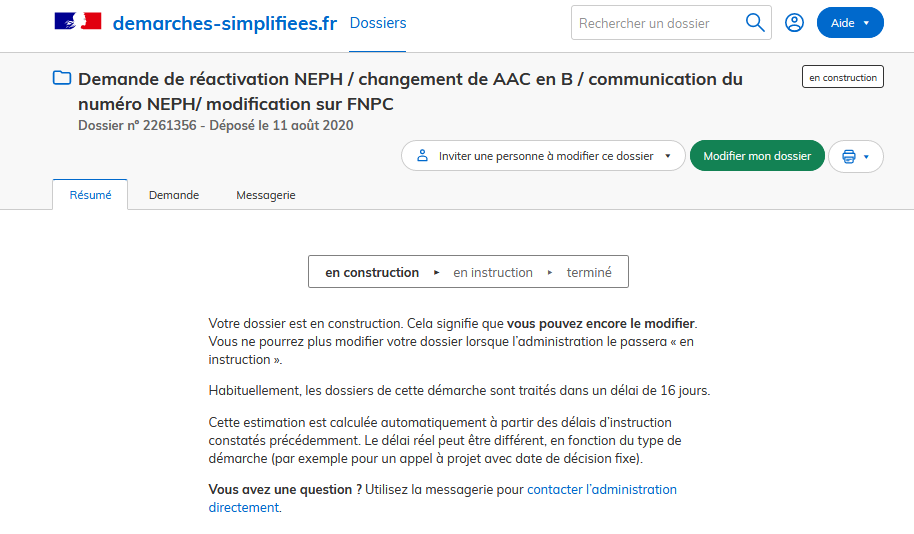 demarches-simplifiees.fr Dossiers Rechercher un dossier Aide
Demande de réactivation NEPH / changement de AAC en B / communication du
numéro NEPH/ modification sur FNPC
en construction
Dossier nº 2261356 - Déposé le 11 août 2020
Inviter une personne à modifier ce dossier Modifier mon dossier
Résumé Demande Messagerie
en construction en instruction terminé
Votre dossier est en construction. Cela signifie que vous pouvez encore le modifier.
Vous ne pourrez plus modifier votre dossier lorsque l’administration le passera « en
instruction ».
Habituellement, les dossiers de cette démarche sont traités dans un délai de 16 jours.
Cette estimation est calculée automatiquement à partir des délais d’instruction
constatés précédemment. Le délai réel peut être différent, en fonction du type de
démarche (par exemple pour un appel à projet avec date de décision fixe).
Vous avez une question ? Utilisez la messagerie pour contacter l’administration
directement.